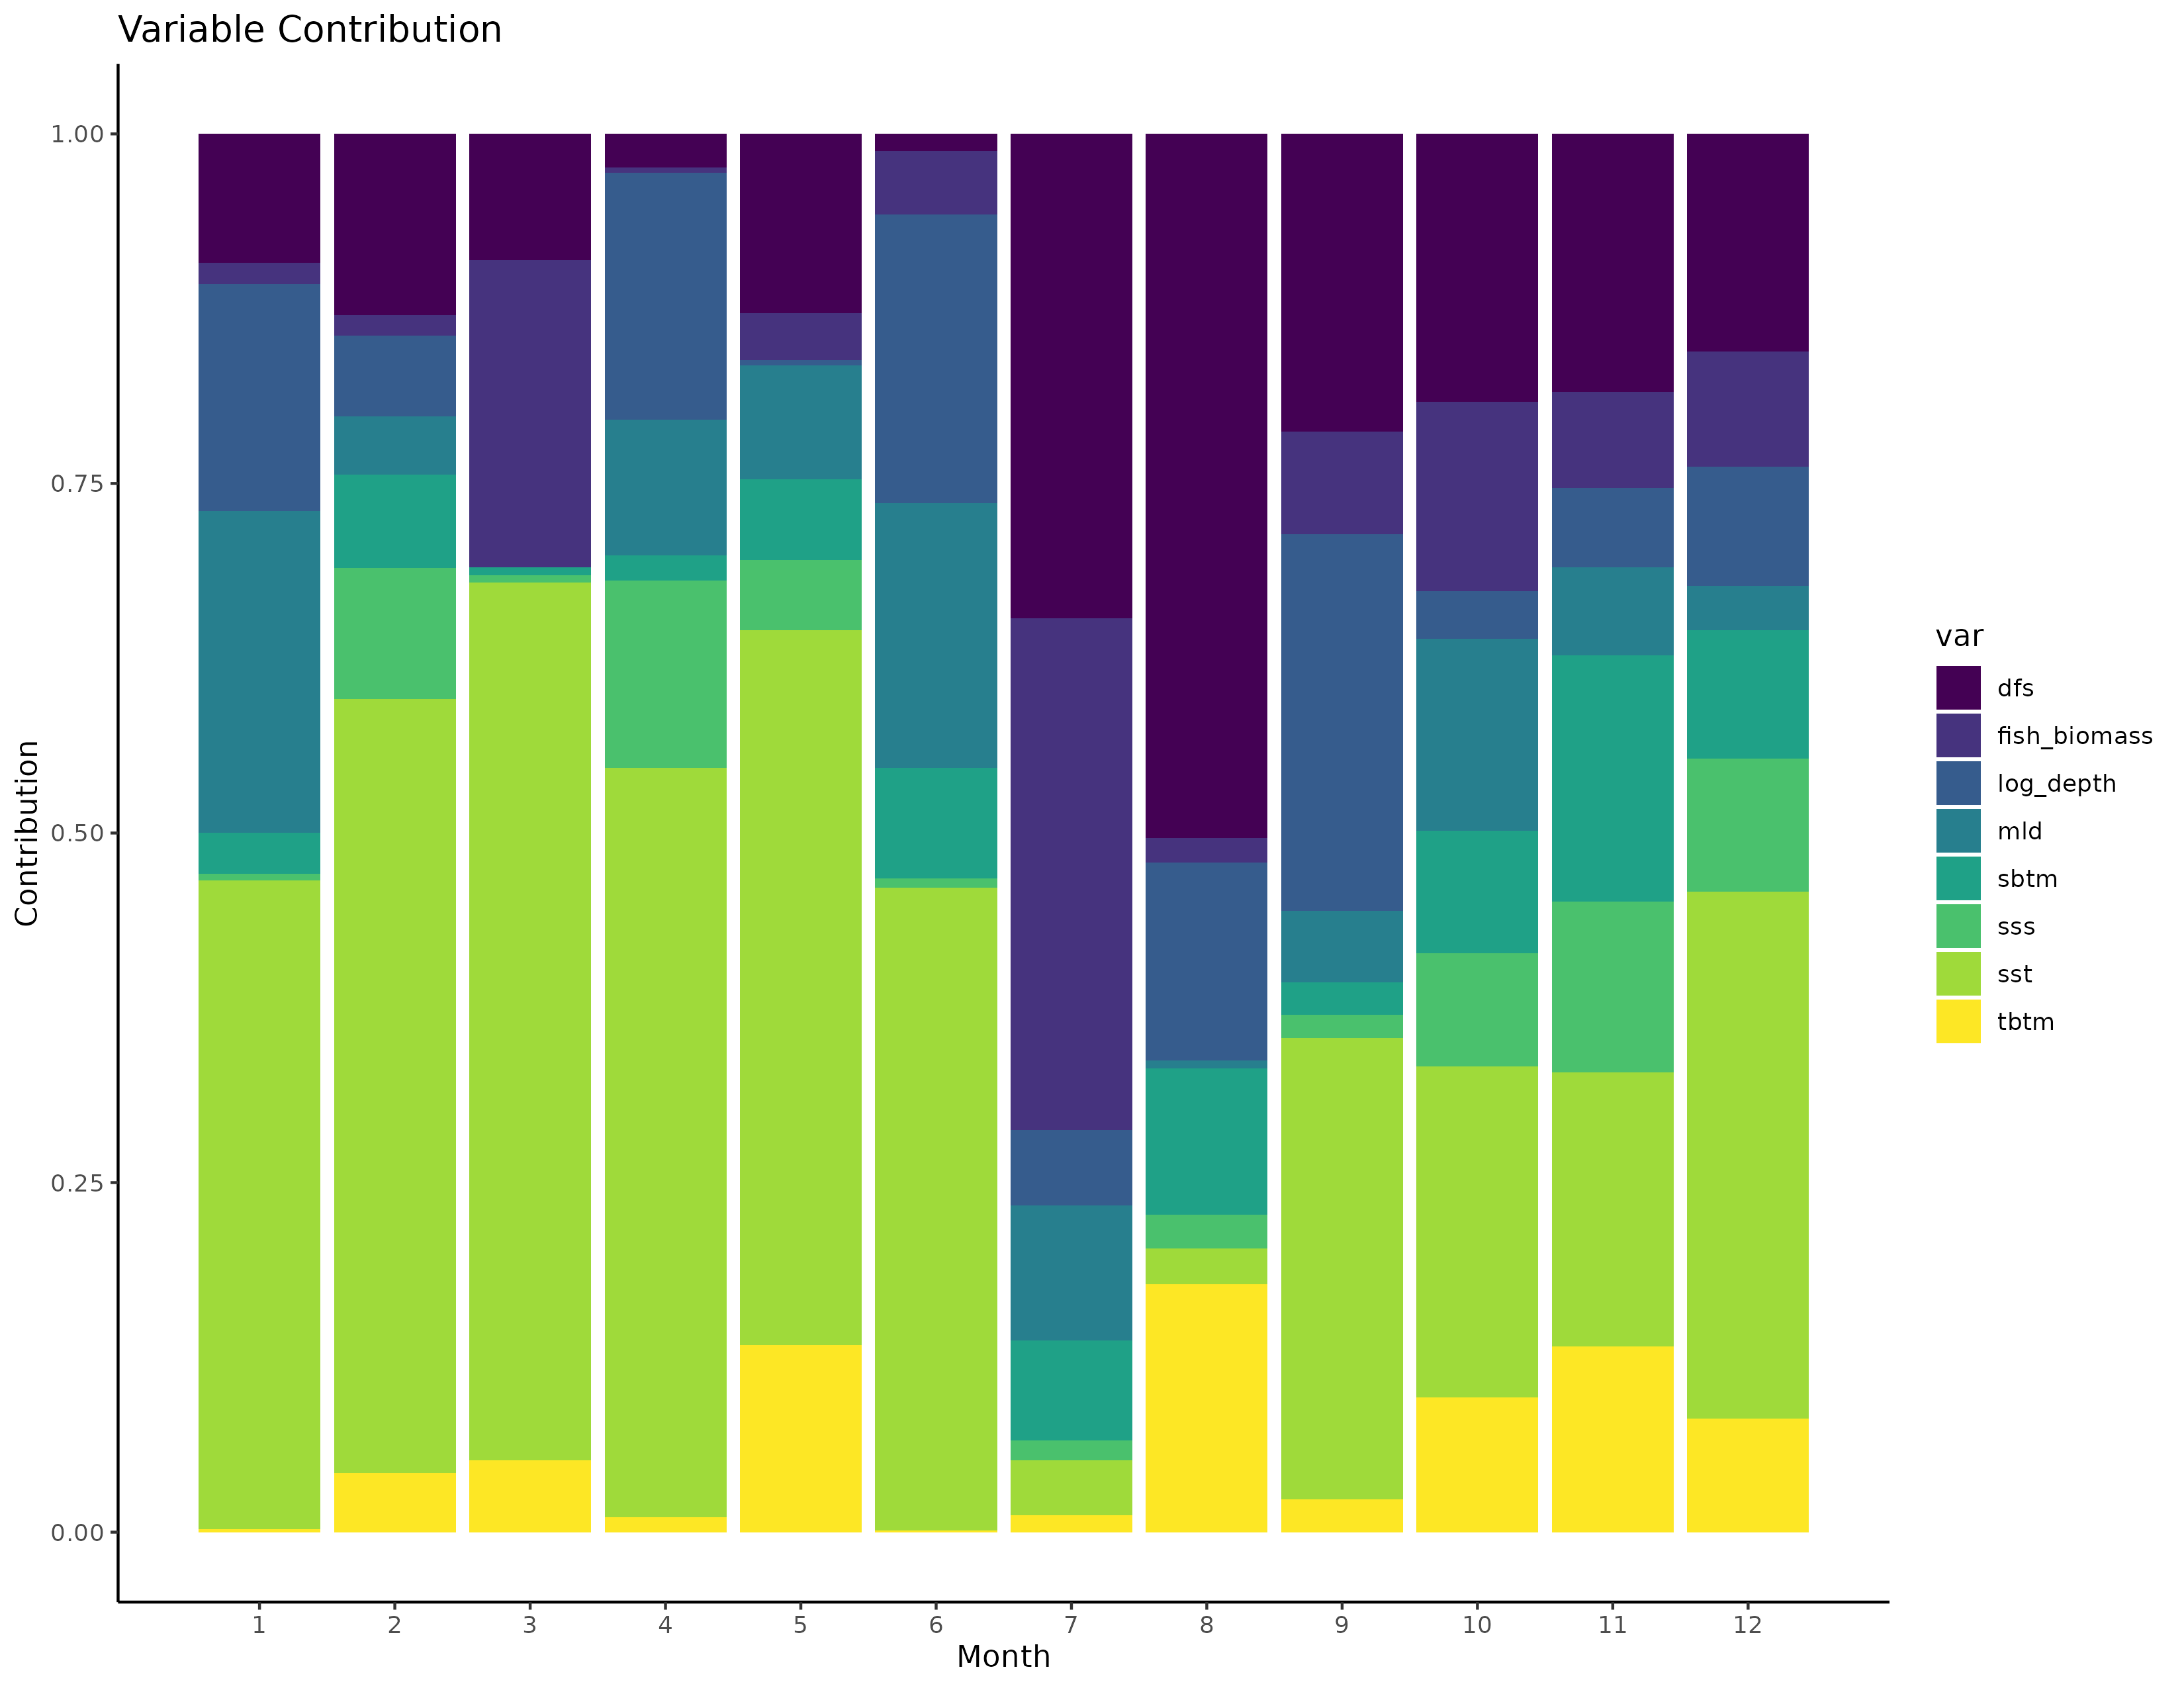 Variable Contribution
1.00
0.75
0.50
0.25
0.00
Contribution
1 2 3 4 5 6 7 8 9 10 11 12
Month
var
dfs
fish_biomass
log_depth
mld
sbtm
sss
sst
tbtm